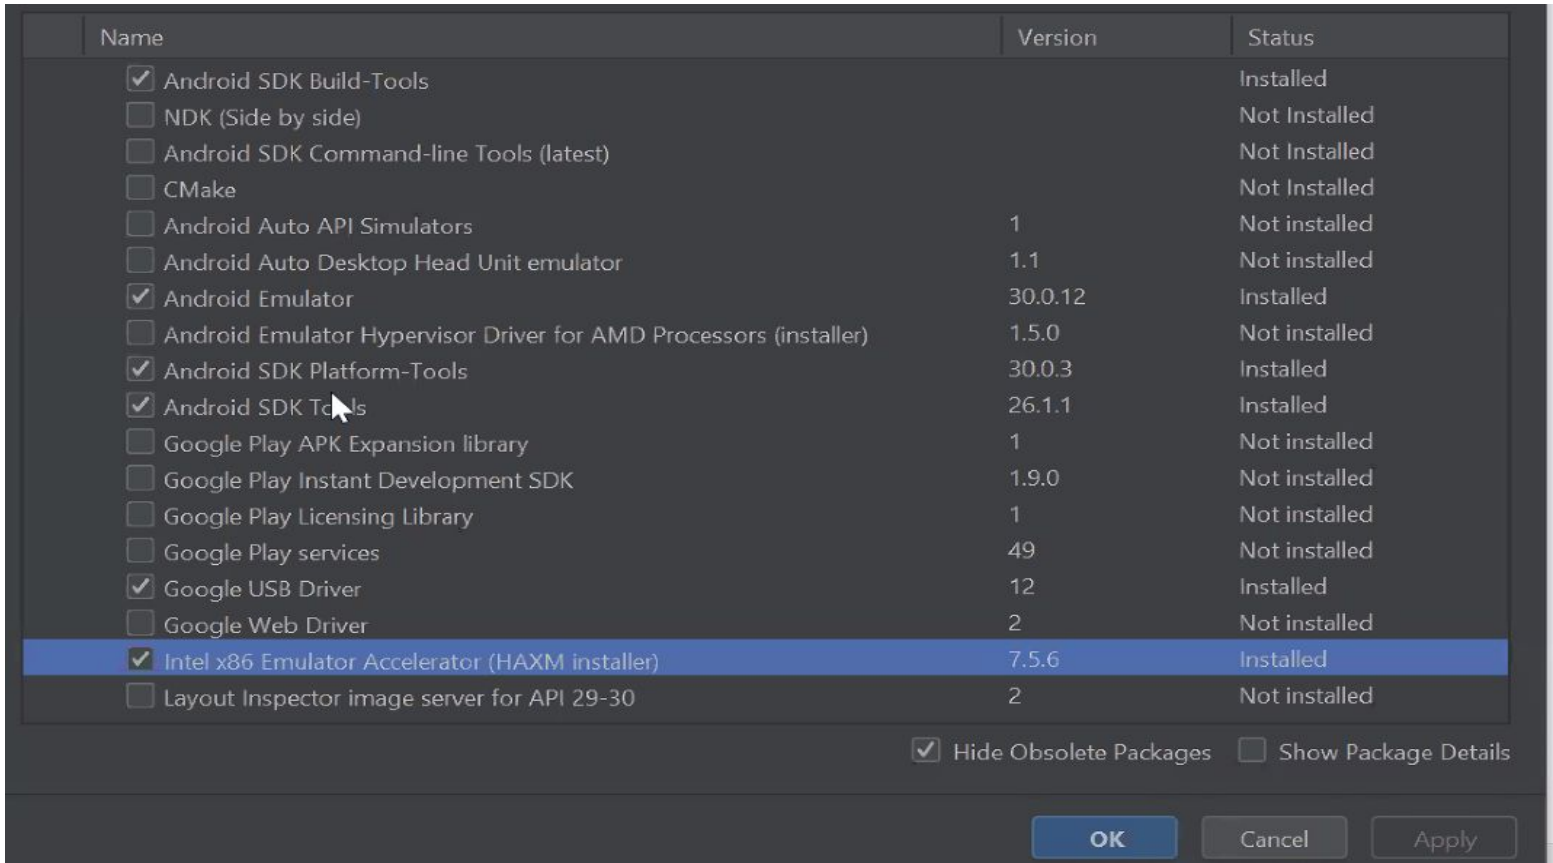 Name Version Status
Android SDK Build-Tools Installed
NDK (Side by side) Not Installed
Android SDK Command-line Tools (latest) Not Installed
CMake Not Installed
Android Auto API Simulators 1 Not installed
Android Auto Desktop Head Unit emulator 1.1 Not installed
Android Emulator 30.0.12 Installed
Android Emulator Hypervisor Driver for AMD Processors (installer) 1.5.0 Not installed
Android SDK Platform-Tools 30.0.3 Installed
Android SDK Tools 26.1.1 Installed
Google Play APK Expansion library 1 Not installed
Google Play Instant Development SDK 1.9.0 Not installed
Google Play Licensing Library 1 Not installed
Google Play services 49 Not installed
Google USB Driver 12 Installed
Google Web Driver 2 Not installed
Intel x86 Emulator Accelerator (HAXM installer) 7.5.6 Installed
Layout Inspector image server for API 29-30 2 Not installed
Hide Obsolete Packages Show Package Details
OK Cancel Apply